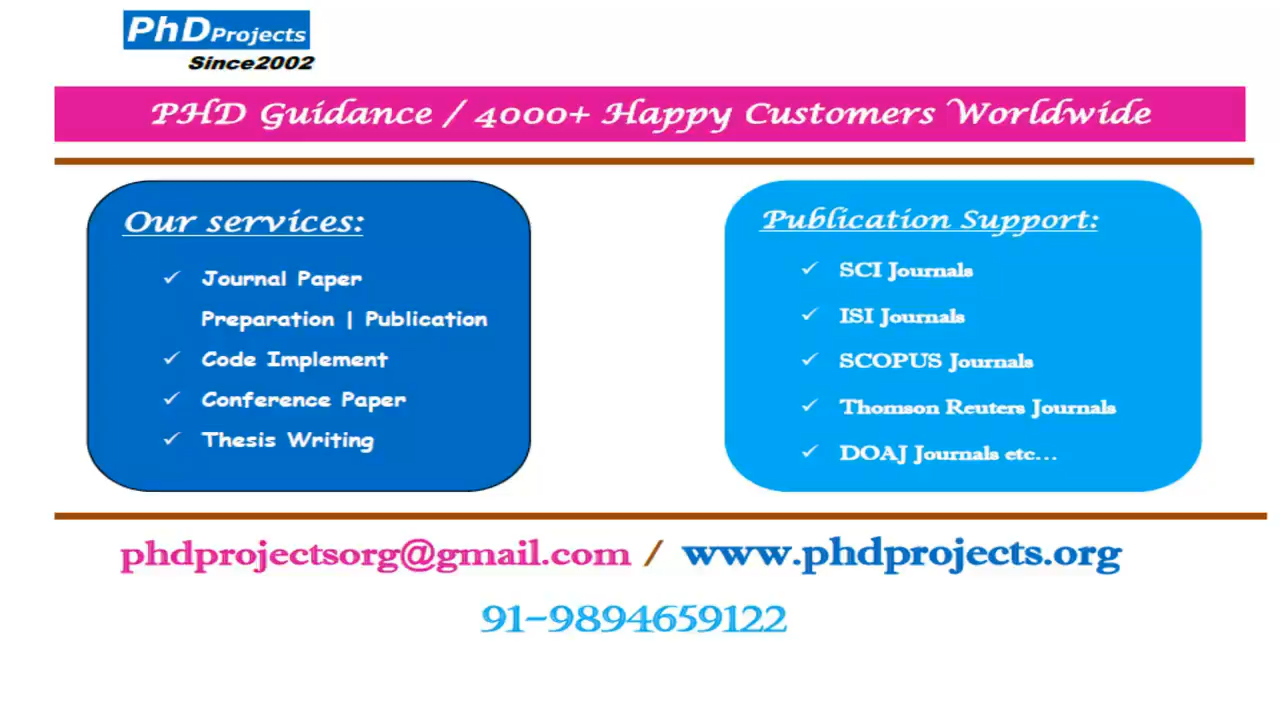 PhDProjects
Since2002
PHD Guidance / 4000+ Happy Customers Worldwide
Our services:
✓ Journal Paper
Preparation | Publication
✓ Code Implement
✓ Conference Paper
✓ Thesis Writing
Publication Support:
✓ SCI Journals
✓ ISI Journals
✓ SCOPUS Journals
✓ Thomson Reuters Journals
✓ DOAJ Journals etc...
phdprojectsorg@gmail.com / www.phdprojects.org
91-9894659122